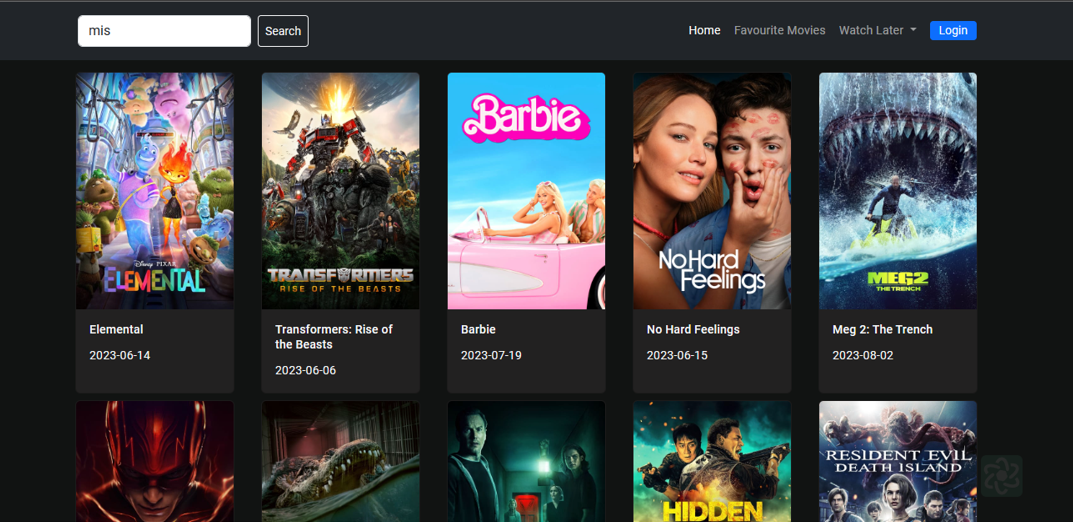 mis
Search
Home
Favourite Movies
Watch Later
Login
Disney PIXAR
ELEMENTAL
TRANSFORMERS
RISE OF THE BEASTS
Barbie
No Hard
Feelings
MEG2
THE TRENCH
Elemental
2023-06-14
Transformers: Rise of
the Beasts
2023-06-06
Barbie
2023-07-19
No Hard Feelings
2023-06-15
Meg 2: The Trench
2023-08-02
HIDDEN
RESIDENT EVIL
DEATH ISLAND